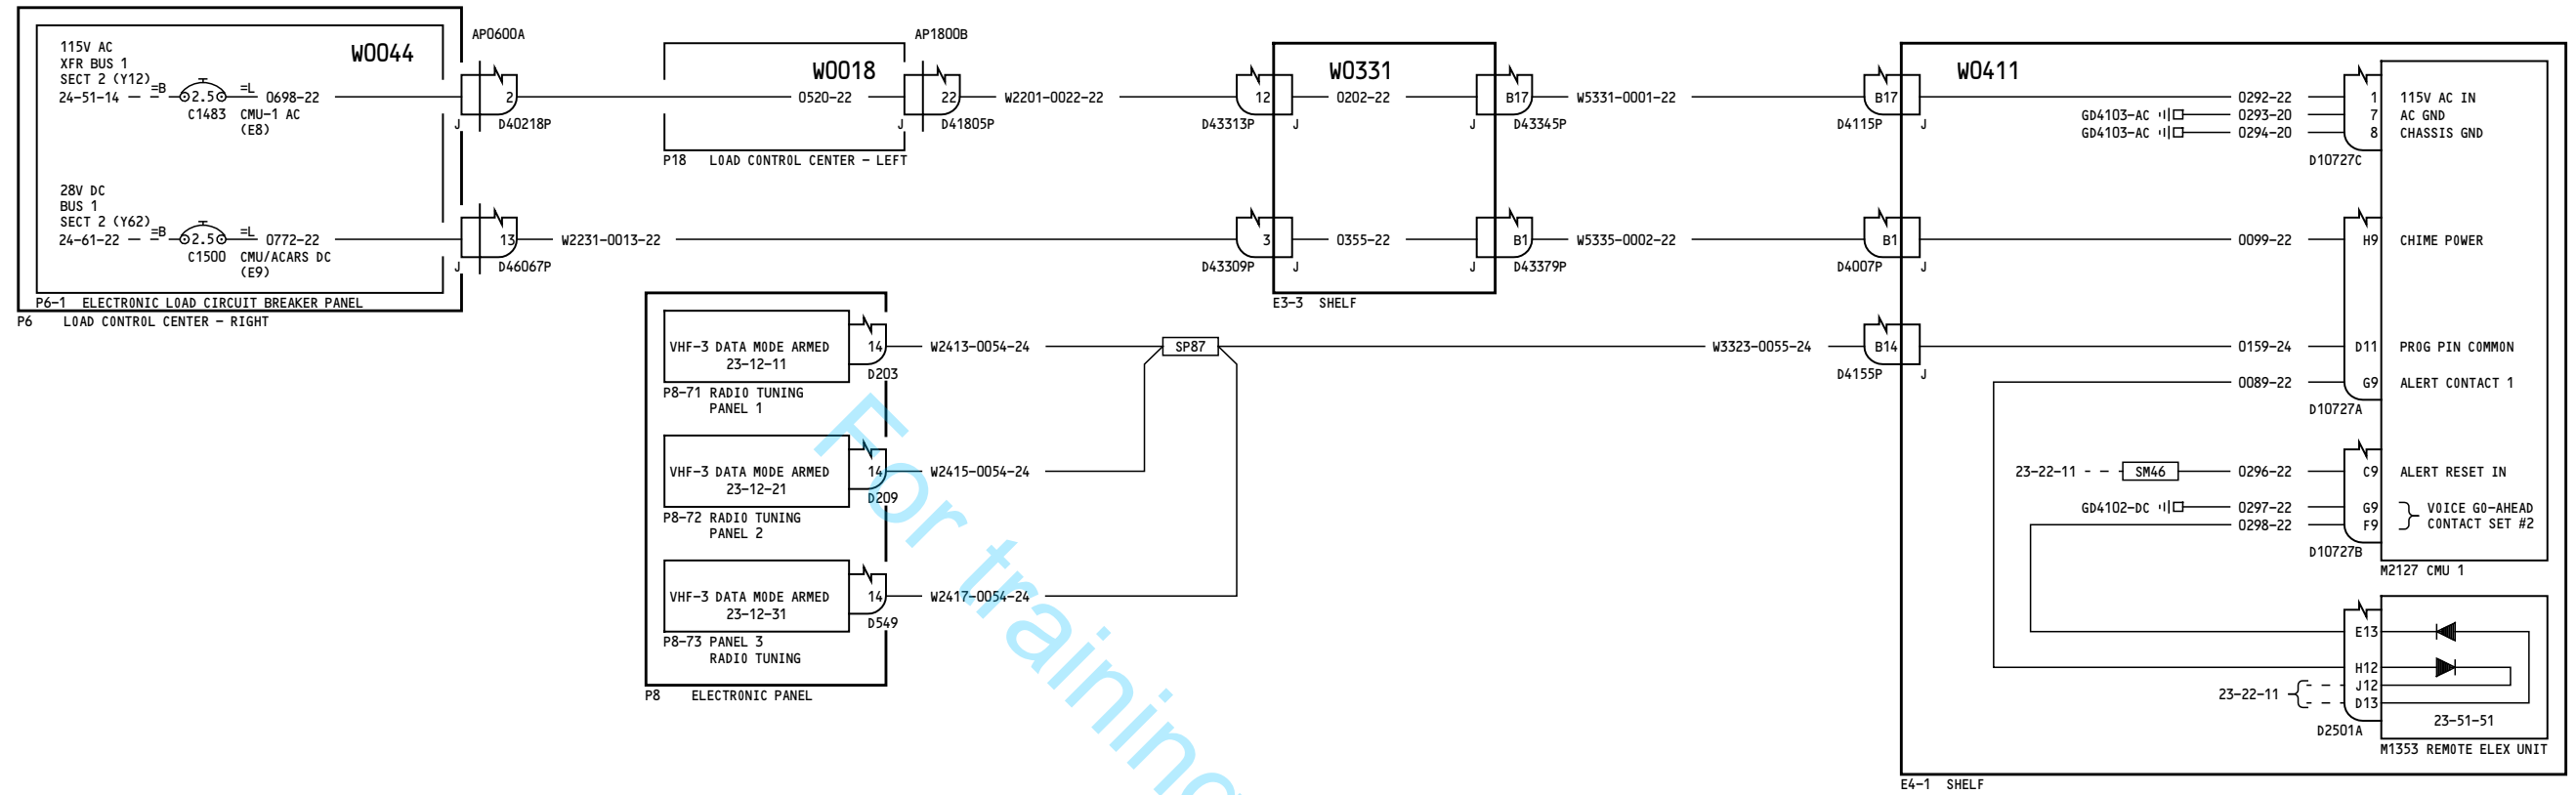 AP0600A
AP1800B
115V AC
XFR BUS 1
SECT 2 (Y12)
24-51-14
=B
2.5
=L
0698-22
C1483
CMU-1 AC
(E8)
W0044
2
J
D40218P
28V DC
BUS 1
SECT 2 (Y62)
24-61-22
=B
2.5
=L
0772-22
C1500
CMU/ACARS DC
(E9)
13
J
D46067P
P6-1 ELECTRONIC LOAD CIRCUIT BREAKER PANEL
P6 LOAD CONTROL CENTER - RIGHT
W0018
0520-22
22
J
D41805P
P18 LOAD CONTROL CENTER - LEFT
W2201-0022-22
W2231-0013-22
W0331
12
D43313P
J
0202-22
B17
J
D43345P
3
D43309P
J
0355-22
B1
J
D43379P
E3-3 SHELF
W5331-0001-22
W5335-0002-22
VHF-3 DATA MODE ARMED
23-12-11
14
D203
P8-71 RADIO TUNING
PANEL 1
W2413-0054-24
VHF-3 DATA MODE ARMED
23-12-21
14
D209
P8-72 RADIO TUNING
PANEL 2
W2415-0054-24
VHF-3 DATA MODE ARMED
23-12-31
14
D549
P8-73 PANEL 3
RADIO TUNING
W2417-0054-24
P8 ELECTRONIC PANEL
SP87
W3323-0055-24
W0411
B17
D4115P
J
B1
D4007P
J
B14
D4155P
J
0292-22
1
115V AC IN
GD4103-AC
0293-20
7
AC GND
GD4103-AC
0294-20
8
CHASSIS GND
D10727C
0099-22
H9
CHIME POWER
0159-24
D11
PROG PIN COMMON
0089-22
G9
ALERT CONTACT 1
D10727A
23-22-11
SM46
0296-22
C9
ALERT RESET IN
GD4102-DC
0297-22
G9
VOICE GO-AHEAD
0298-22
F9
CONTACT SET #2
D10727B
M2127 CMU 1
E13
H12
J12
23-22-11
D13
23-51-51
D2501A
M1353 REMOTE ELEX UNIT
E4-1 SHELF
For training